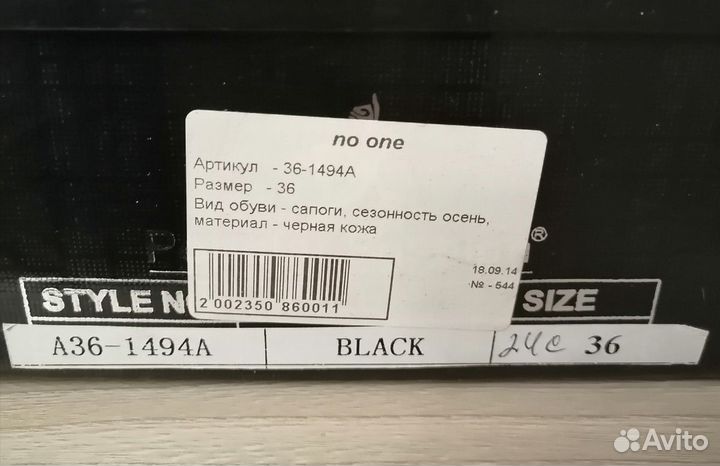 no one
Артикул - 36-1494A
Размер - 36
Вид обуви - сапоги, сезонность осень,
материал - черная кожа
18.09.14
№ - 544
2 002350 860011
P ®
STYLE N SIZE
A36-1494A BLACK 24c 36
Avito